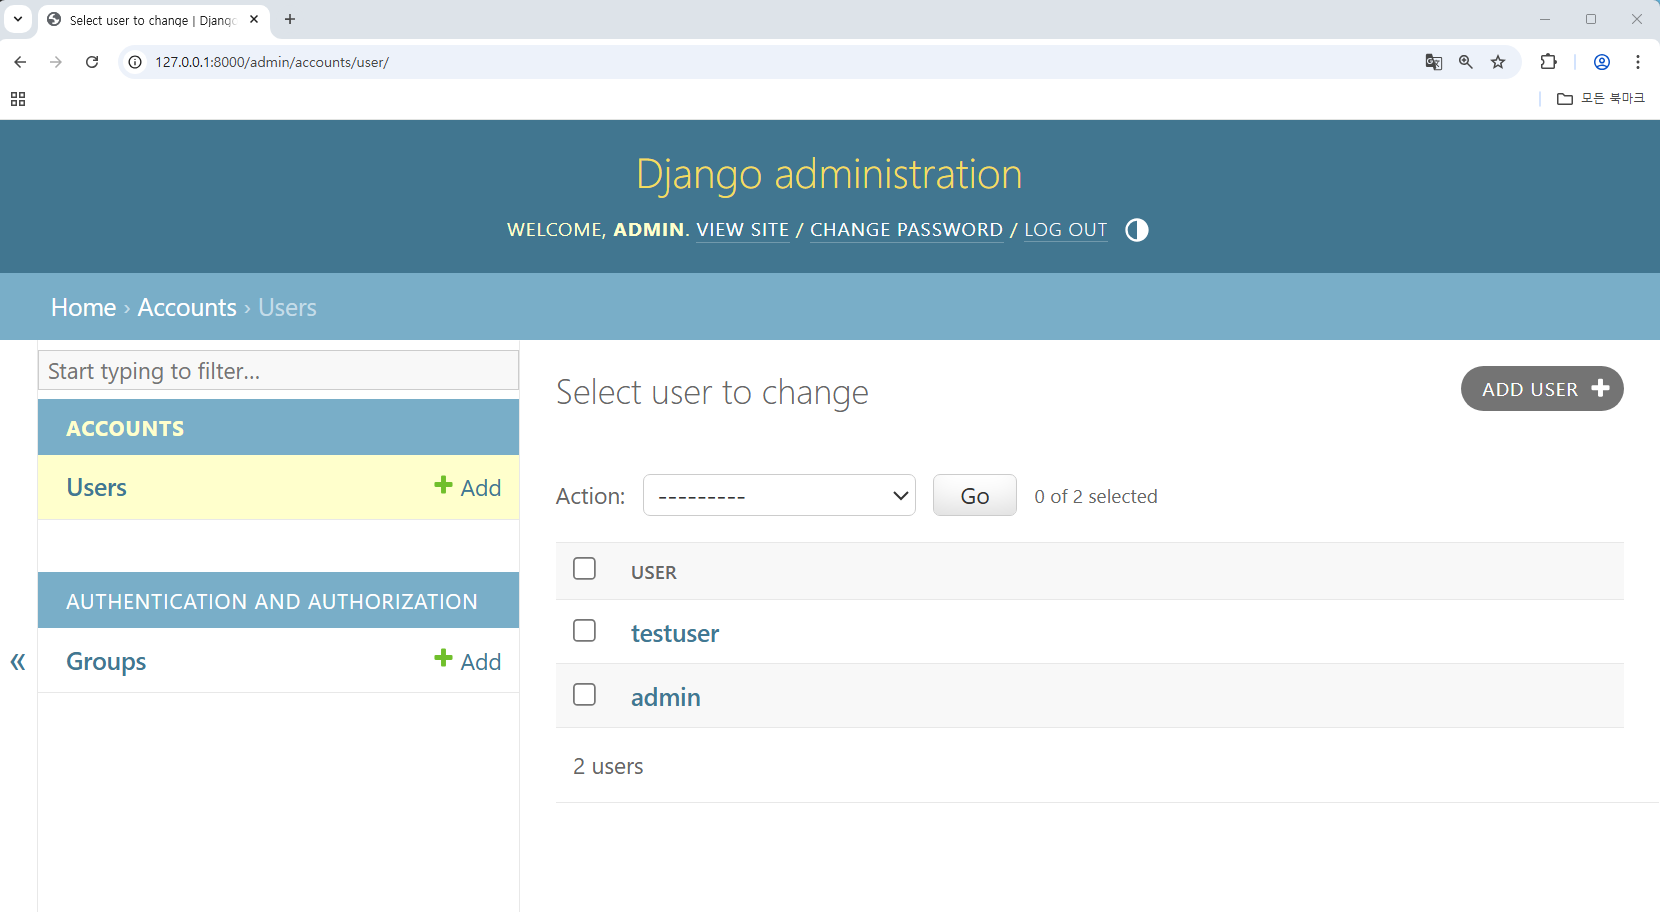 Select user to change | Djang
127.0.0.1:8000/admin/accounts/user/
모든 북마크
Django administration
WELCOME, ADMIN. VIEW SITE / CHANGE PASSWORD / LOG OUT
Home › Accounts › Users
Start typing to filter...
ACCOUNTS
Users Add
AUTHENTICATION AND AUTHORIZATION
Groups Add
«
Select user to change
ADD USER
Action: --------- Go 0 of 2 selected
USER
testuser
admin
2 users